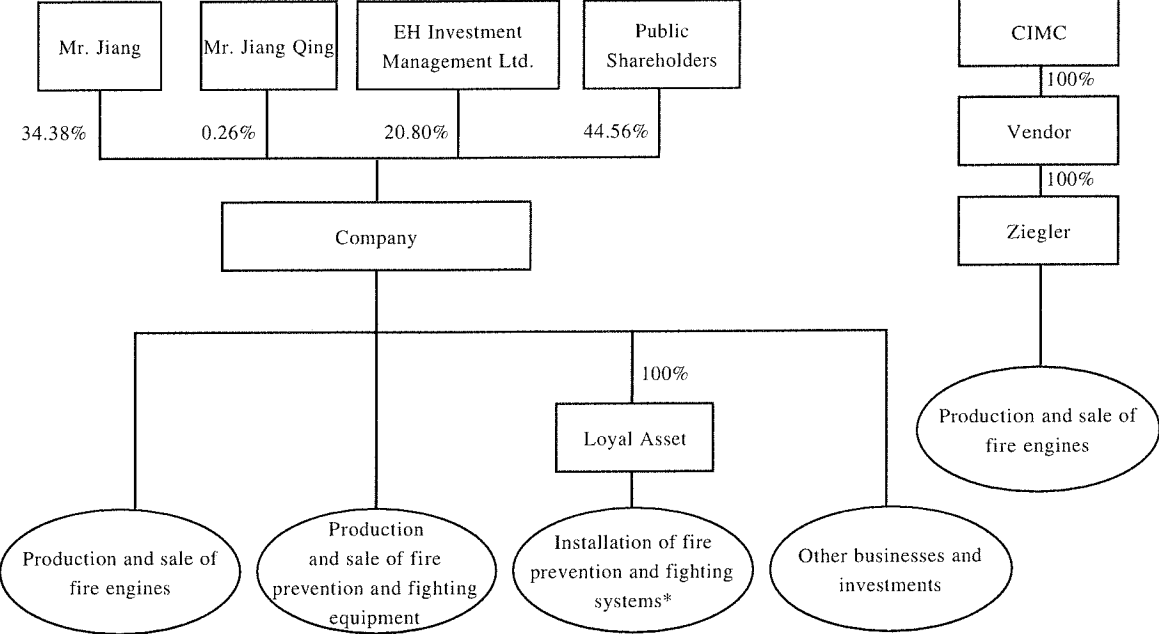 Mr. Jiang
Mr. Jiang Qing
EH Investment
Management Ltd.
Public
Shareholders
34.38%
0.26%
20.80%
44.56%
Company
100%
Loyal Asset
Production and sale of
fire engines
Production
and sale of fire
prevention and fighting
equipment
Installation of fire
prevention and fighting
systems*
Other businesses and
investments
CIMC
100%
Vendor
100%
Ziegler
Production and sale of
fire engines